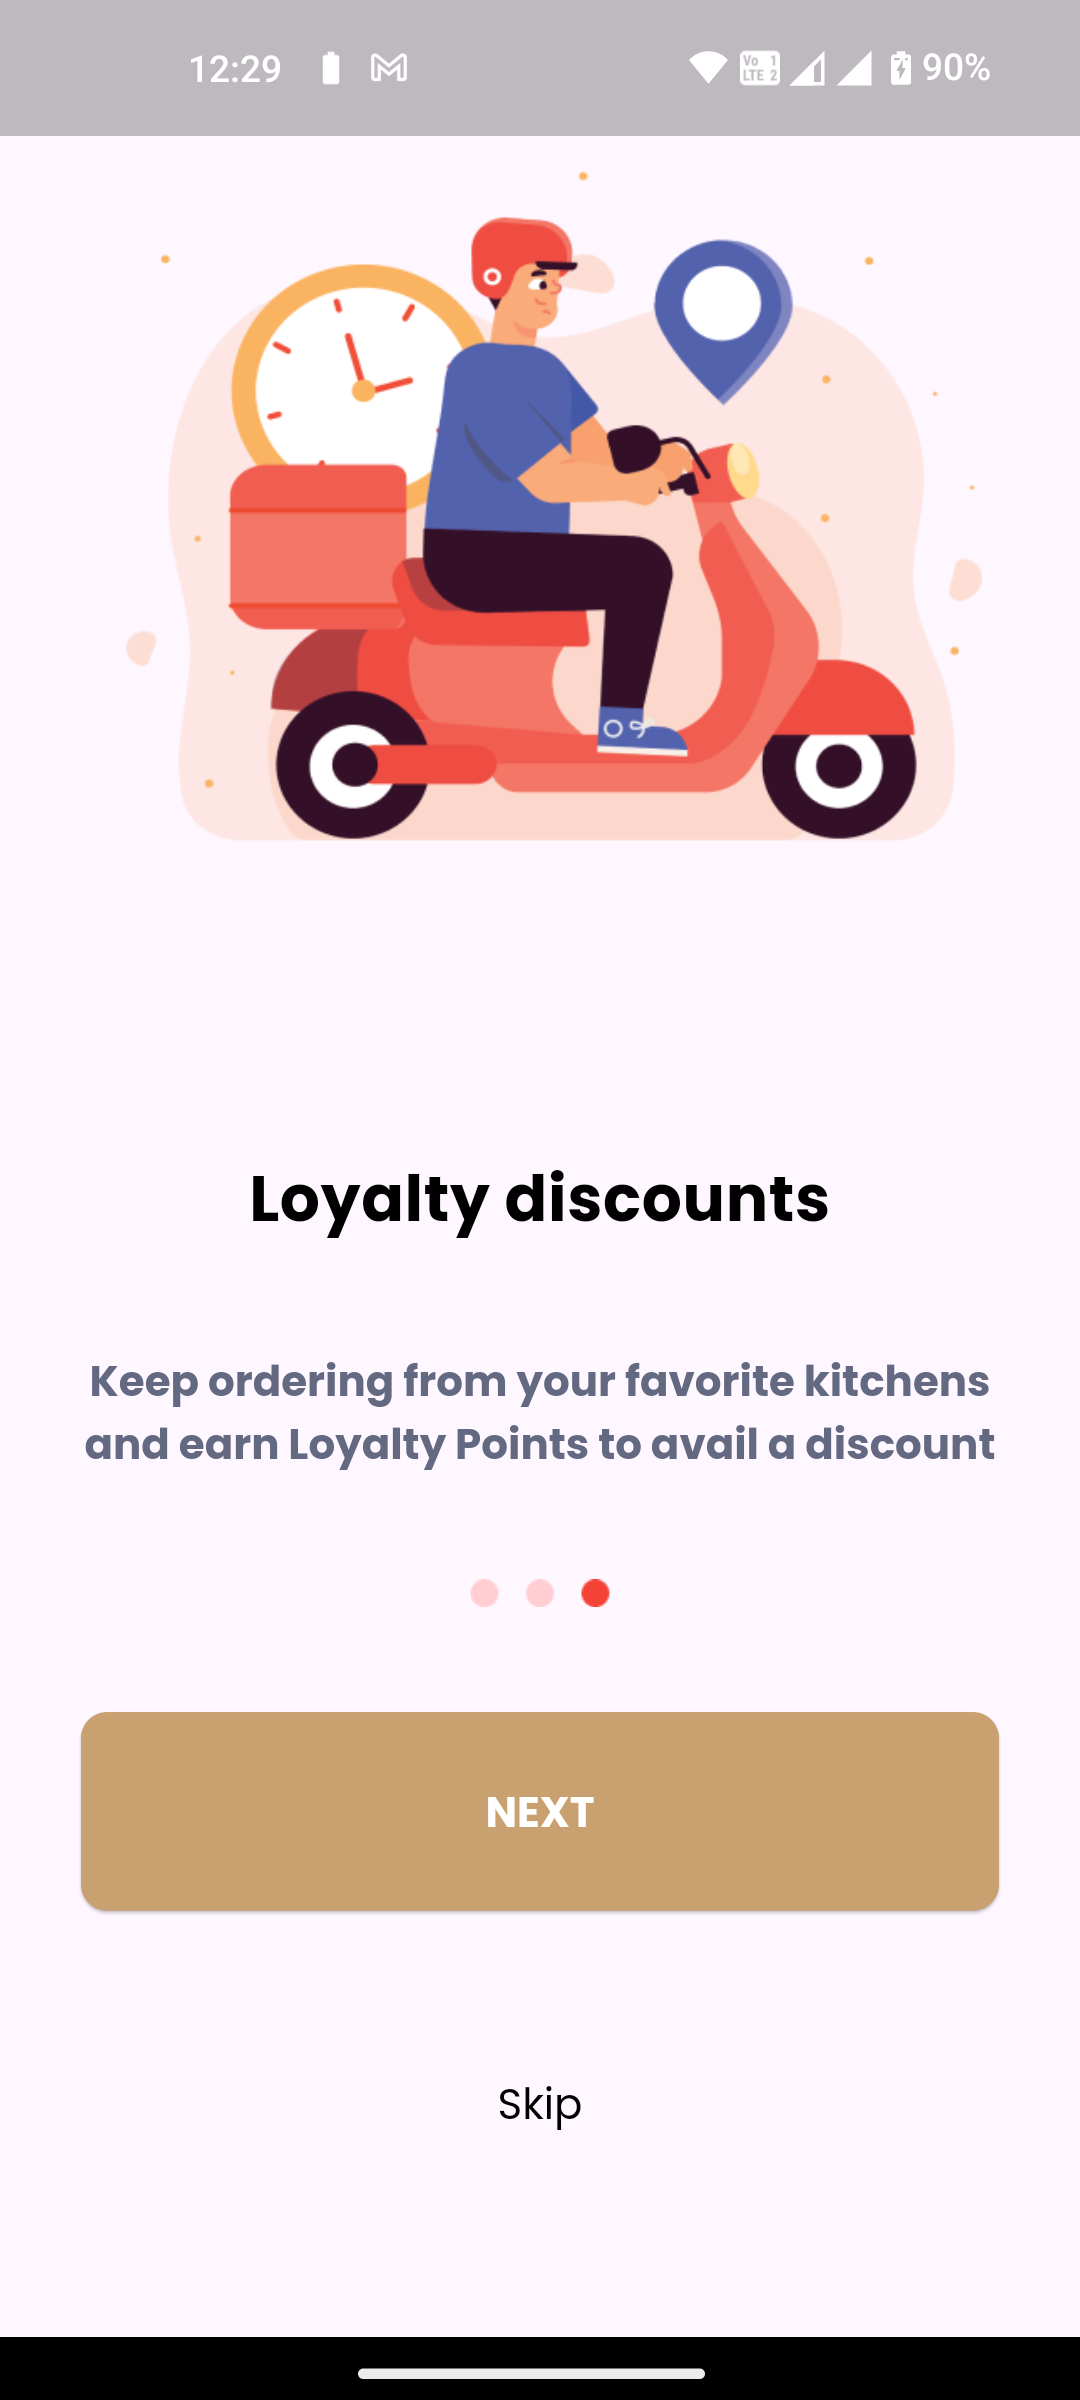 12:29
Vo 1
LTE 2
90%
Loyalty discounts
Keep ordering from your favorite kitchens
and earn Loyalty Points to avail a discount
NEXT
Skip